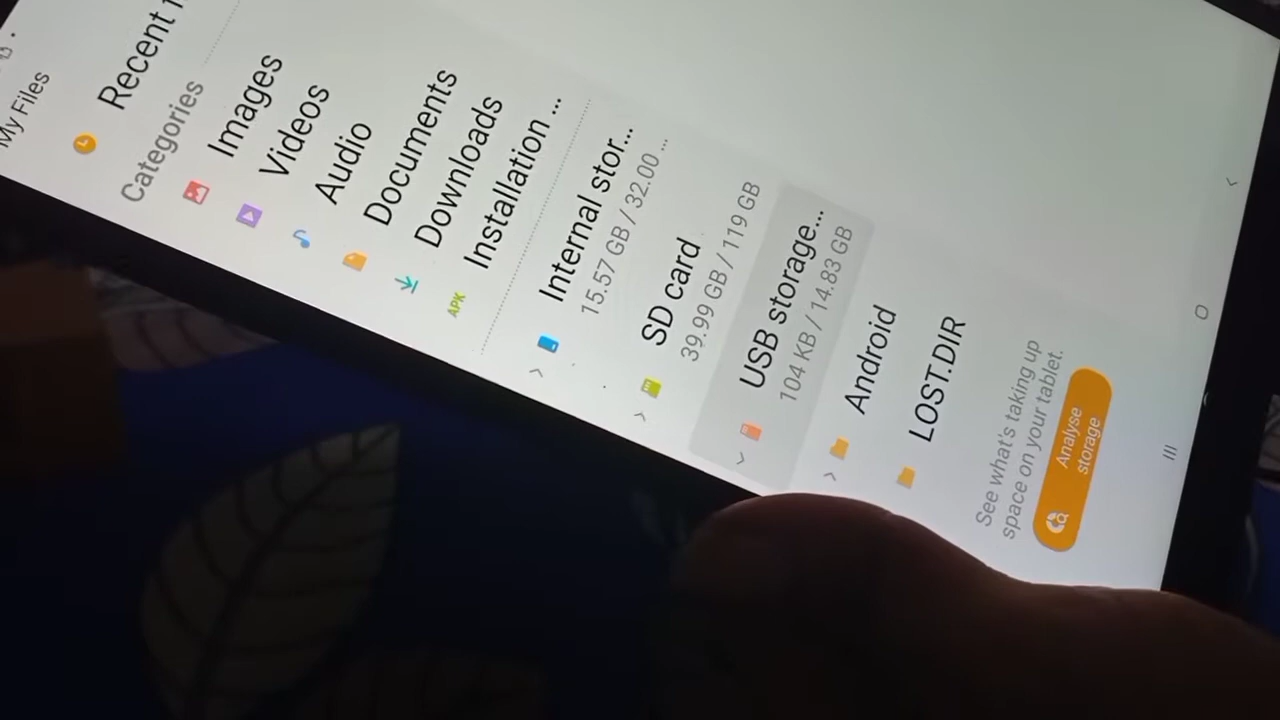 My Files
Recent
Categories
Images
Videos
Audio
Documents
Downloads
APK
Installation ...
Internal stor...
15.57 GB / 32.00 ...
SD card
39.99 GB / 119 GB
USB storage...
104 KB / 14.83 GB
Android
LOST.DIR
See what's taking up
space on your tablet.
Analyse
storage